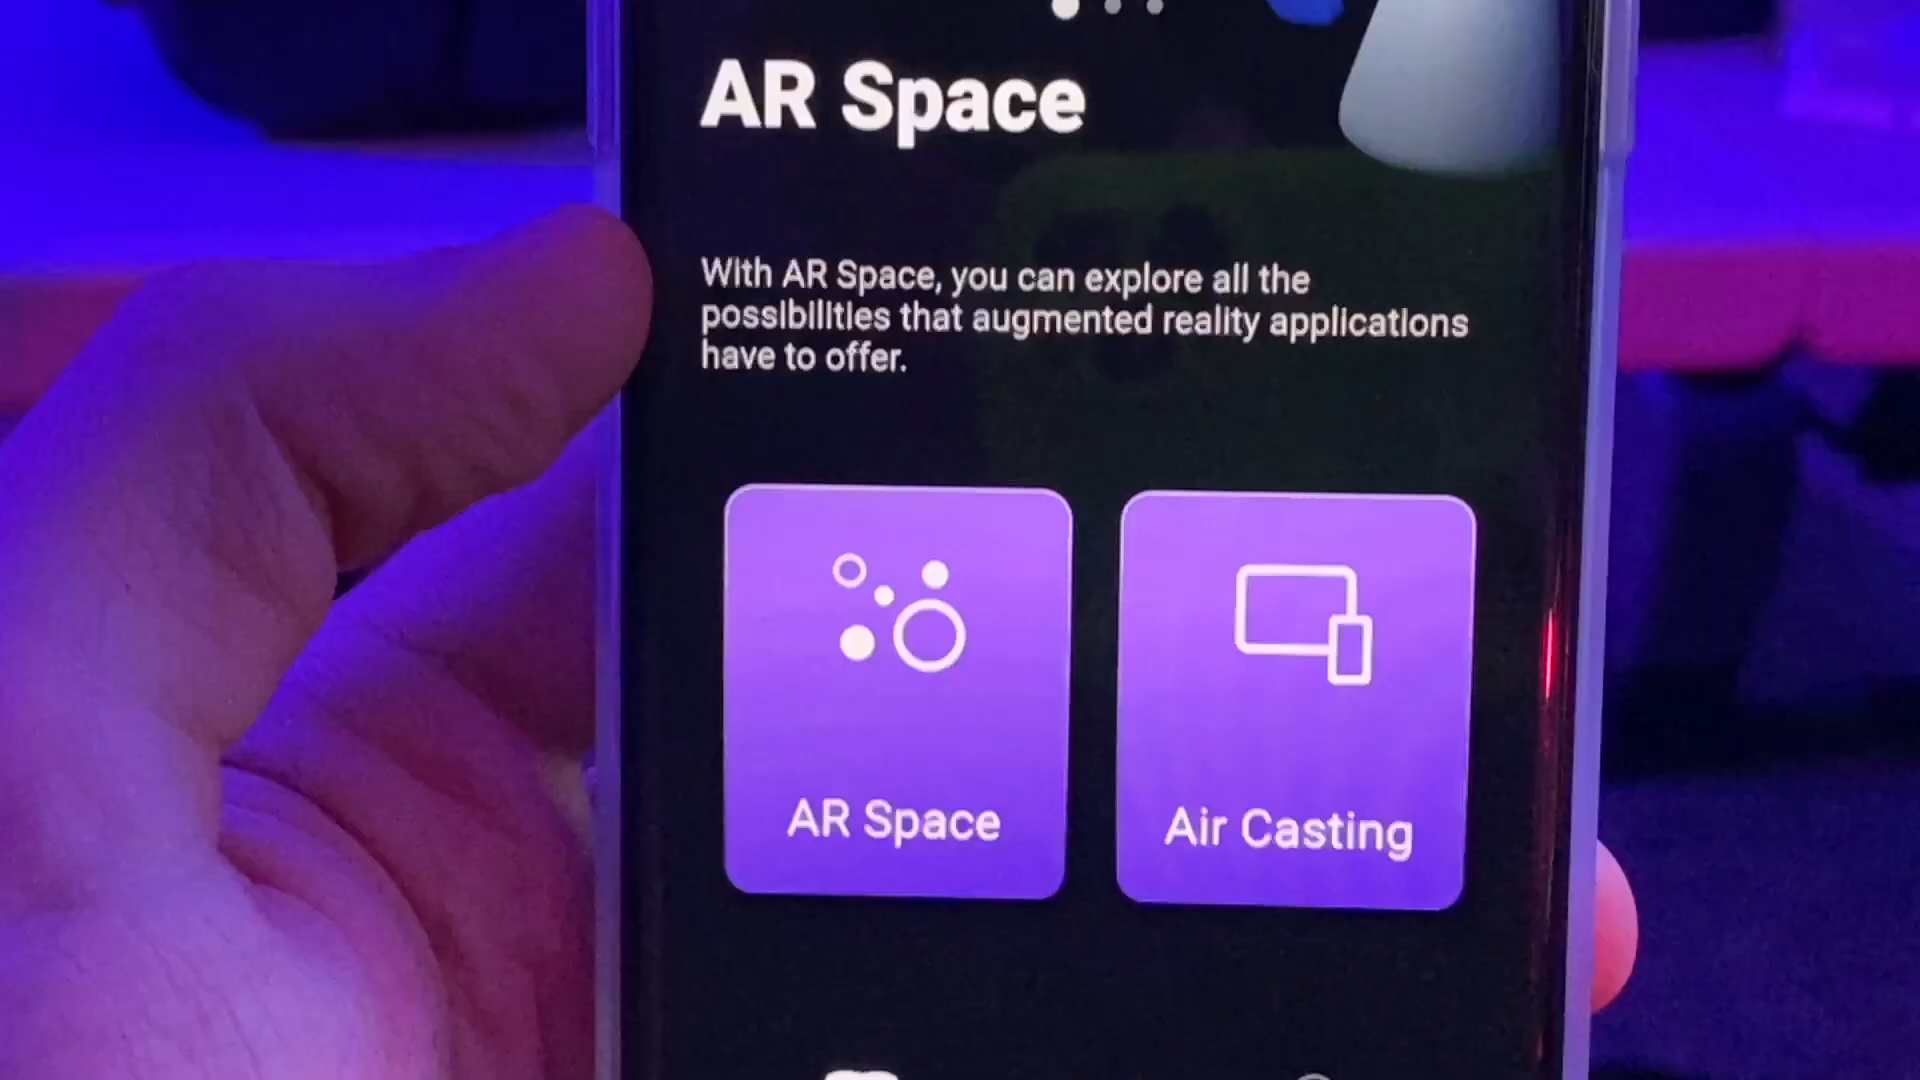 AR Space
With AR Space, you can explore all the
possibilities that augmented reality applications
have to offer.
AR Space
Air Casting